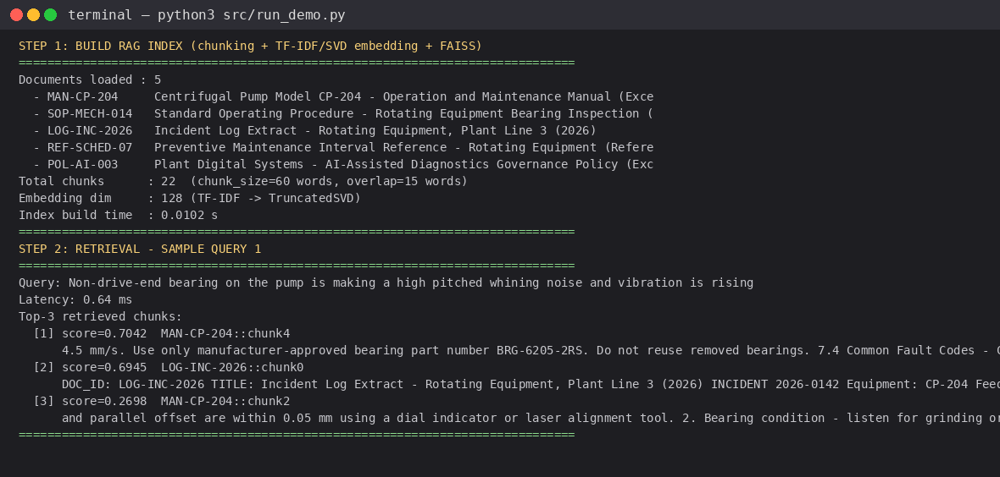 terminal — python3 src/run_demo.py
STEP 1: BUILD RAG INDEX (chunking + TF-IDF/SVD embedding + FAISS)
==============================================================================
Documents loaded : 5
  - MAN-CP-204     Centrifugal Pump Model CP-204 - Operation and Maintenance Manual (Exce
  - SOP-MECH-014   Standard Operating Procedure - Rotating Equipment Bearing Inspection (
  - LOG-INC-2026   Incident Log Extract - Rotating Equipment, Plant Line 3 (2026)
  - REF-SCHED-07   Preventive Maintenance Interval Reference - Rotating Equipment (Refere
  - POL-AI-003     Plant Digital Systems - AI-Assisted Diagnostics Governance Policy (Exc
Total chunks      : 22  (chunk_size=60 words, overlap=15 words)
Embedding dim     : 128 (TF-IDF -> TruncatedSVD)
Index build time  : 0.0102 s
==============================================================================
STEP 2: RETRIEVAL - SAMPLE QUERY 1
==============================================================================
Query: Non-drive-end bearing on the pump is making a high pitched whining noise and vibration is rising
Latency: 0.64 ms
Top-3 retrieved chunks:
  [1] score=0.7042  MAN-CP-204::chunk4
      4.5 mm/s. Use only manufacturer-approved bearing part number BRG-6205-2RS. Do not reuse removed bearings. 7.4 Common Fault Codes -
  [2] score=0.6945  LOG-INC-2026::chunk0
      DOC_ID: LOG-INC-2026 TITLE: Incident Log Extract - Rotating Equipment, Plant Line 3 (2026) INCIDENT 2026-0142 Equipment: CP-204 Feed
  [3] score=0.2698  MAN-CP-204::chunk2
      and parallel offset are within 0.05 mm using a dial indicator or laser alignment tool. 2. Bearing condition - listen for grinding or
==============================================================================